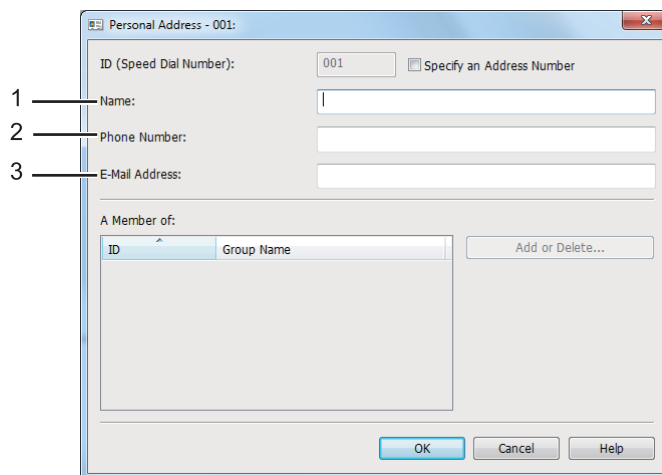 Personal Address - 001:
ID (Speed Dial Number): 001 Specify an Address Number
1 Name:
2 Phone Number:
3 E-Mail Address:
A Member of:
ID Group Name Add or Delete...
OK Cancel Help